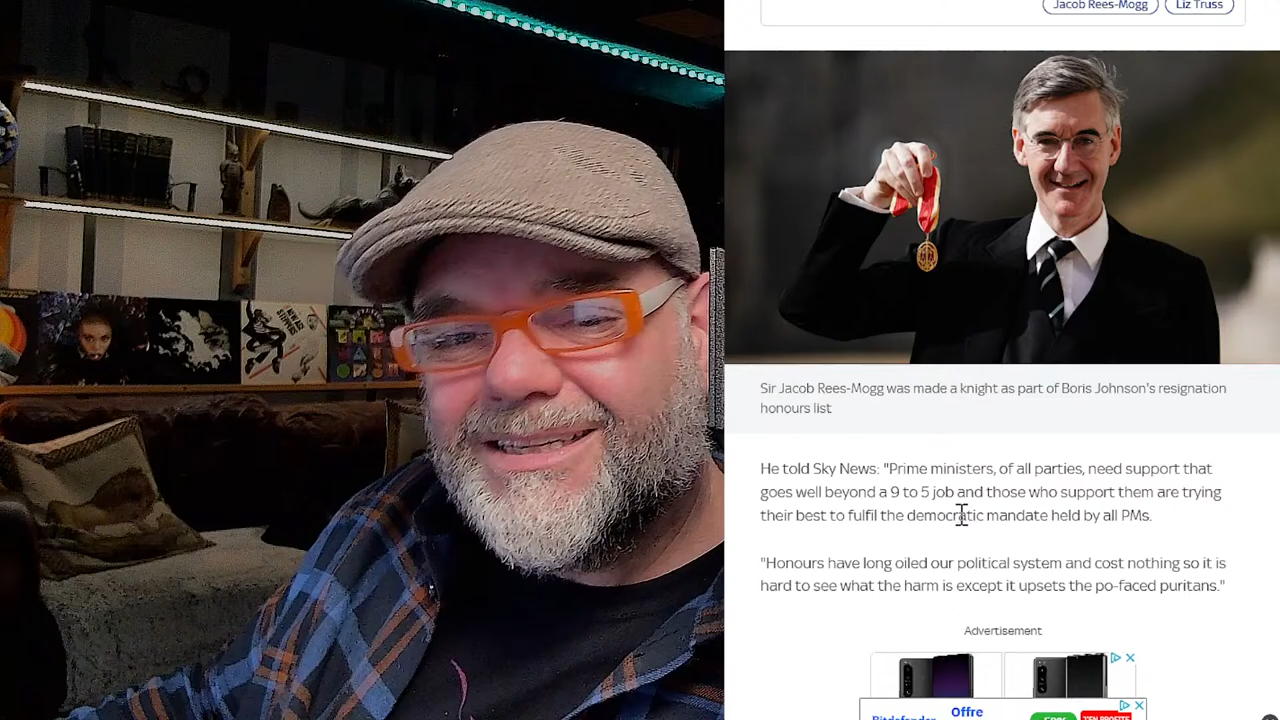 Jacob Rees-Mogg
Liz Truss
Sir Jacob Rees-Mogg was made a knight as part of Boris Johnson's resignation
honours list
He told Sky News: "Prime ministers, of all parties, need support that
goes well beyond a 9 to 5 job and those who support them are trying
their best to fulfil the democratic mandate held by all PMs.
"Honours have long oiled our political system and cost nothing so it is
hard to see what the harm is except it upsets the po-faced puritans."
Advertisement
Bitdefender
Offre
J'EN PROFITE